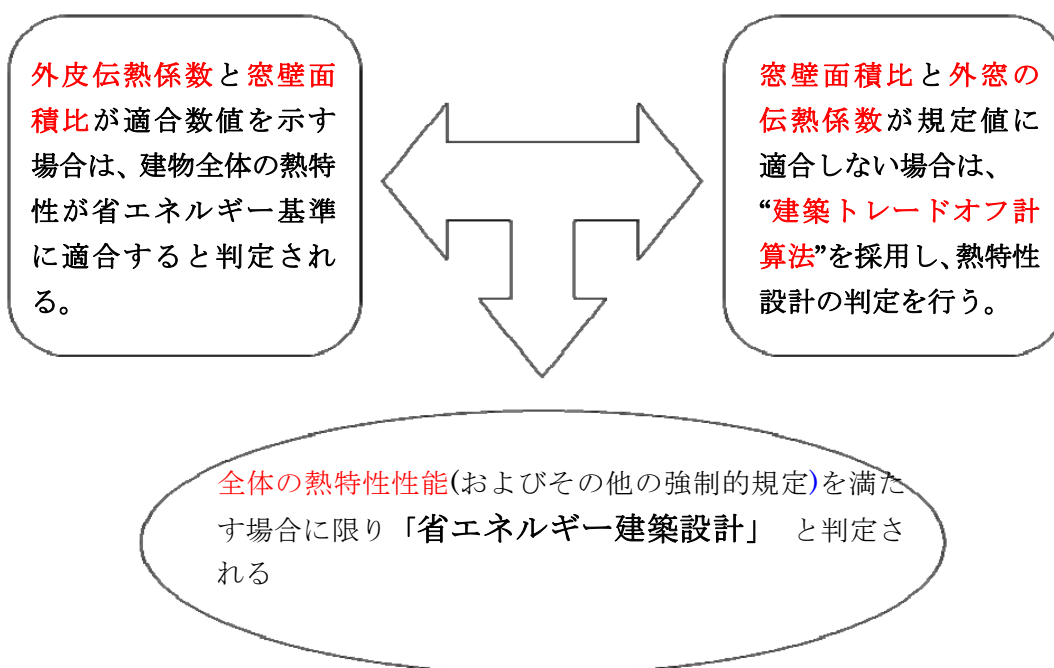 外皮伝熱係数と窓壁面
積比が適合数値を示す
場合は、建物全体の熱特
性が省エネルギー基準
に適合すると判定され
る。
窓壁面積比と外窓の
伝熱係数が規定値に
適合しない場合は、
“建築トレードオフ計
算法”を採用し、熱特性
設計の判定を行う。
全体の熱特性性能(およびその他の強制的規定)を満た
す場合に限り「省エネルギー建築設計」 と判定さ
れる